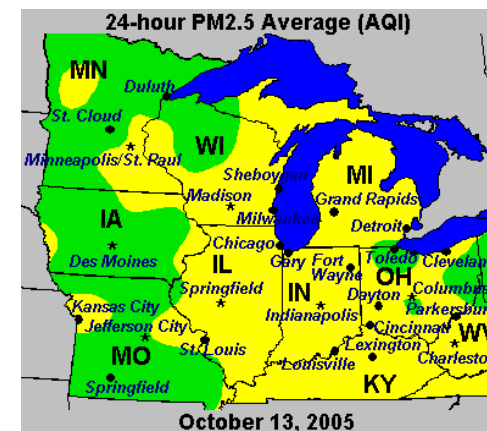 24-hour PM2.5 Average (AQI)
MN
Duluth
St. Cloud
Minneapolis/St. Paul
WI
Sheboygan
MI
Madison
Grand Rapids
Milwaukee
IA
Detroit
Chicago
Des Moines
IL
Gary
Fort
Wayne
Toledo
Clevelan
OH
Springfield
IN
Columbus
Kansas City
Dayton
Parkersbur
Jefferson City
Indianapolis
Cincinnati
WV
St. Louis
Lexington
MO
Louisville
Charlesto
Springfield
KY
October 13, 2005